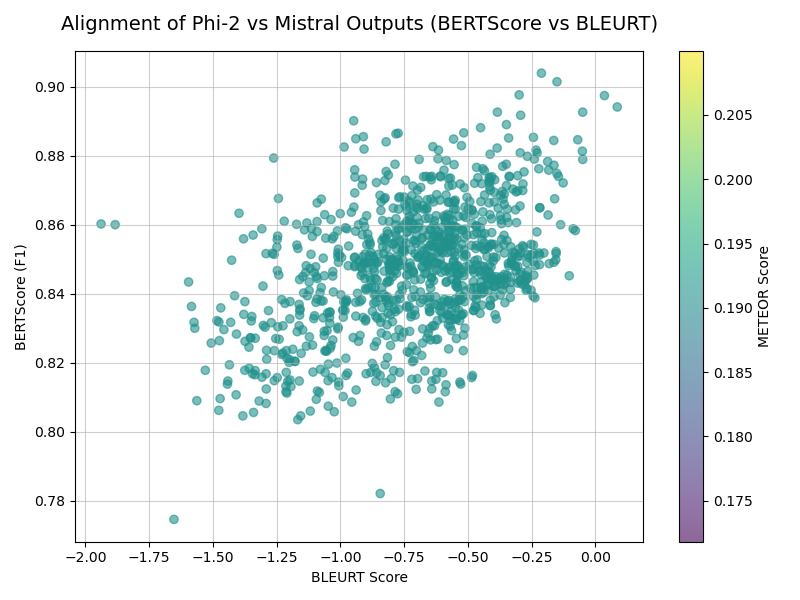 Alignment of Phi-2 vs Mistral Outputs (BERTScore vs BLEURT)
0.90
0.88
0.86
0.84
0.82
0.80
0.78
BERTScore (F1)
−2.00 −1.75 −1.50 −1.25 −1.00 −0.75 −0.50 −0.25 0.00
BLEURT Score
0.205
0.200
0.195
0.190
0.185
0.180
0.175
METEOR Score